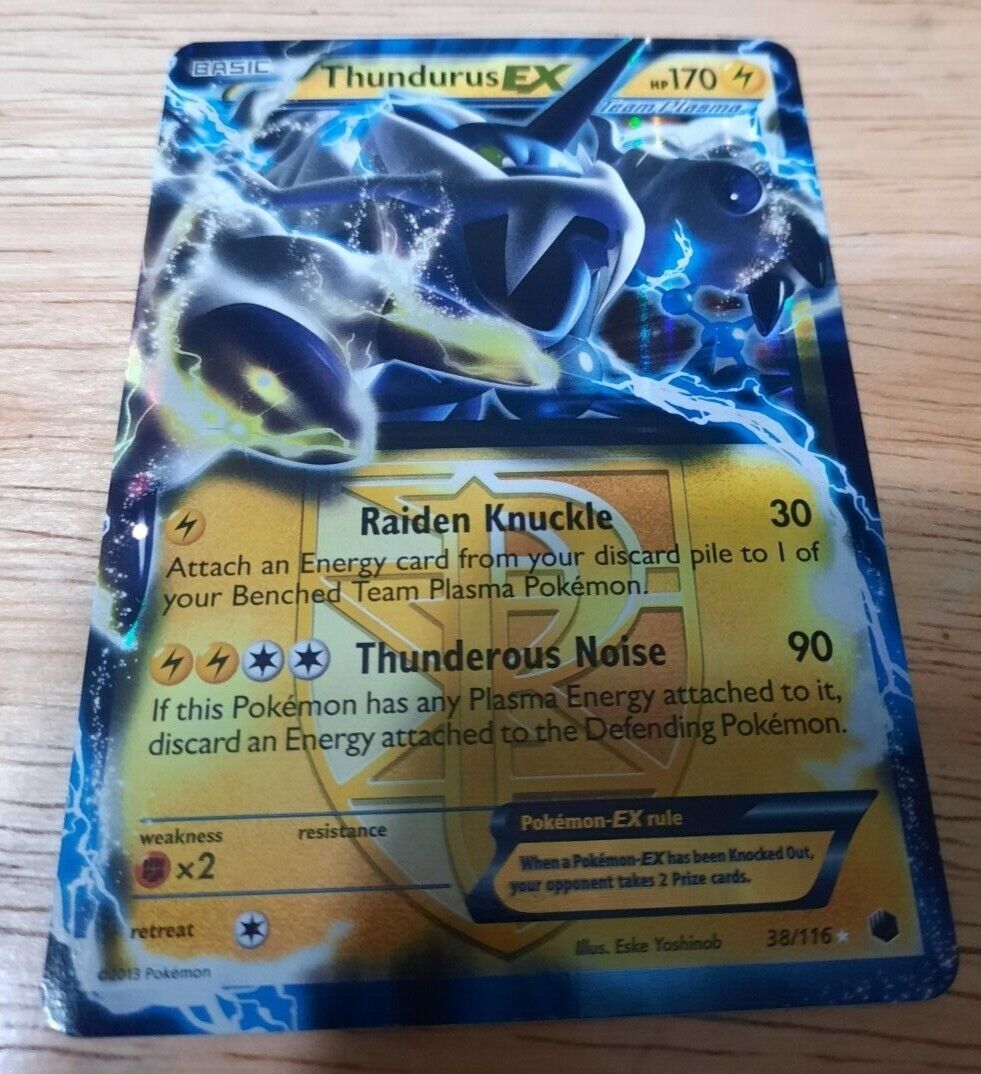 BASIC
Thundurus EX
HP 170
Team Plasma
Raiden Knuckle 30
Attach an Energy card from your discard pile to 1 of
your Benched Team Plasma Pokémon.
Thunderous Noise 90
If this Pokémon has any Plasma Energy attached to it,
discard an Energy attached to the Defending Pokémon.
weakness resistance
×2
Pokémon-EX rule
When a Pokémon-EX has been Knocked Out,
your opponent takes 2 Prize cards.
retreat
Illus. Eske Yoshinob 38/116
©2013 Pokémon